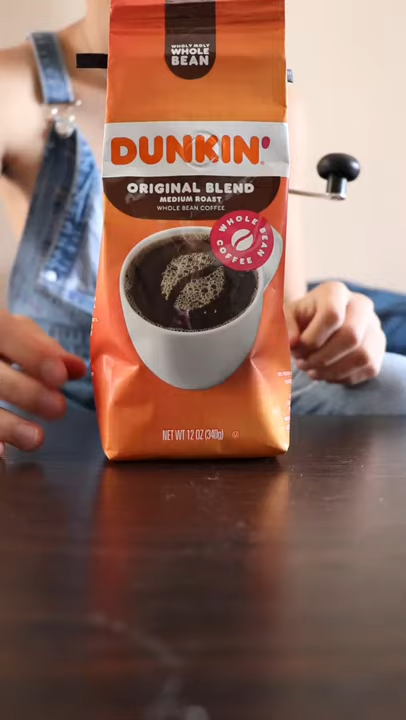 WHOLLY MOLY
WHOLE
BEAN
DUNKIN'
ORIGINAL BLEND
MEDIUM ROAST
WHOLE BEAN COFFEE
WHOLE BEAN
COFFEE
NET WT 12 OZ (340g)